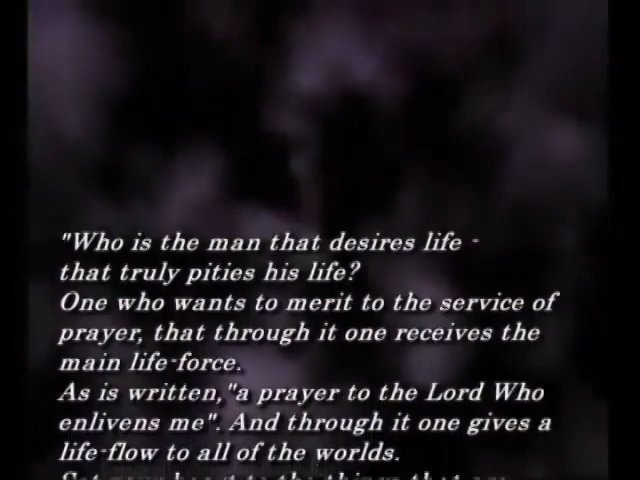 "Who is the man that desires life -
that truly pities his life?
One who wants to merit to the service of
prayer, that through it one receives the
main life-force.
As is written,"a prayer to the Lord Who
enlivens me". And through it one gives a
life-flow to all of the worlds.